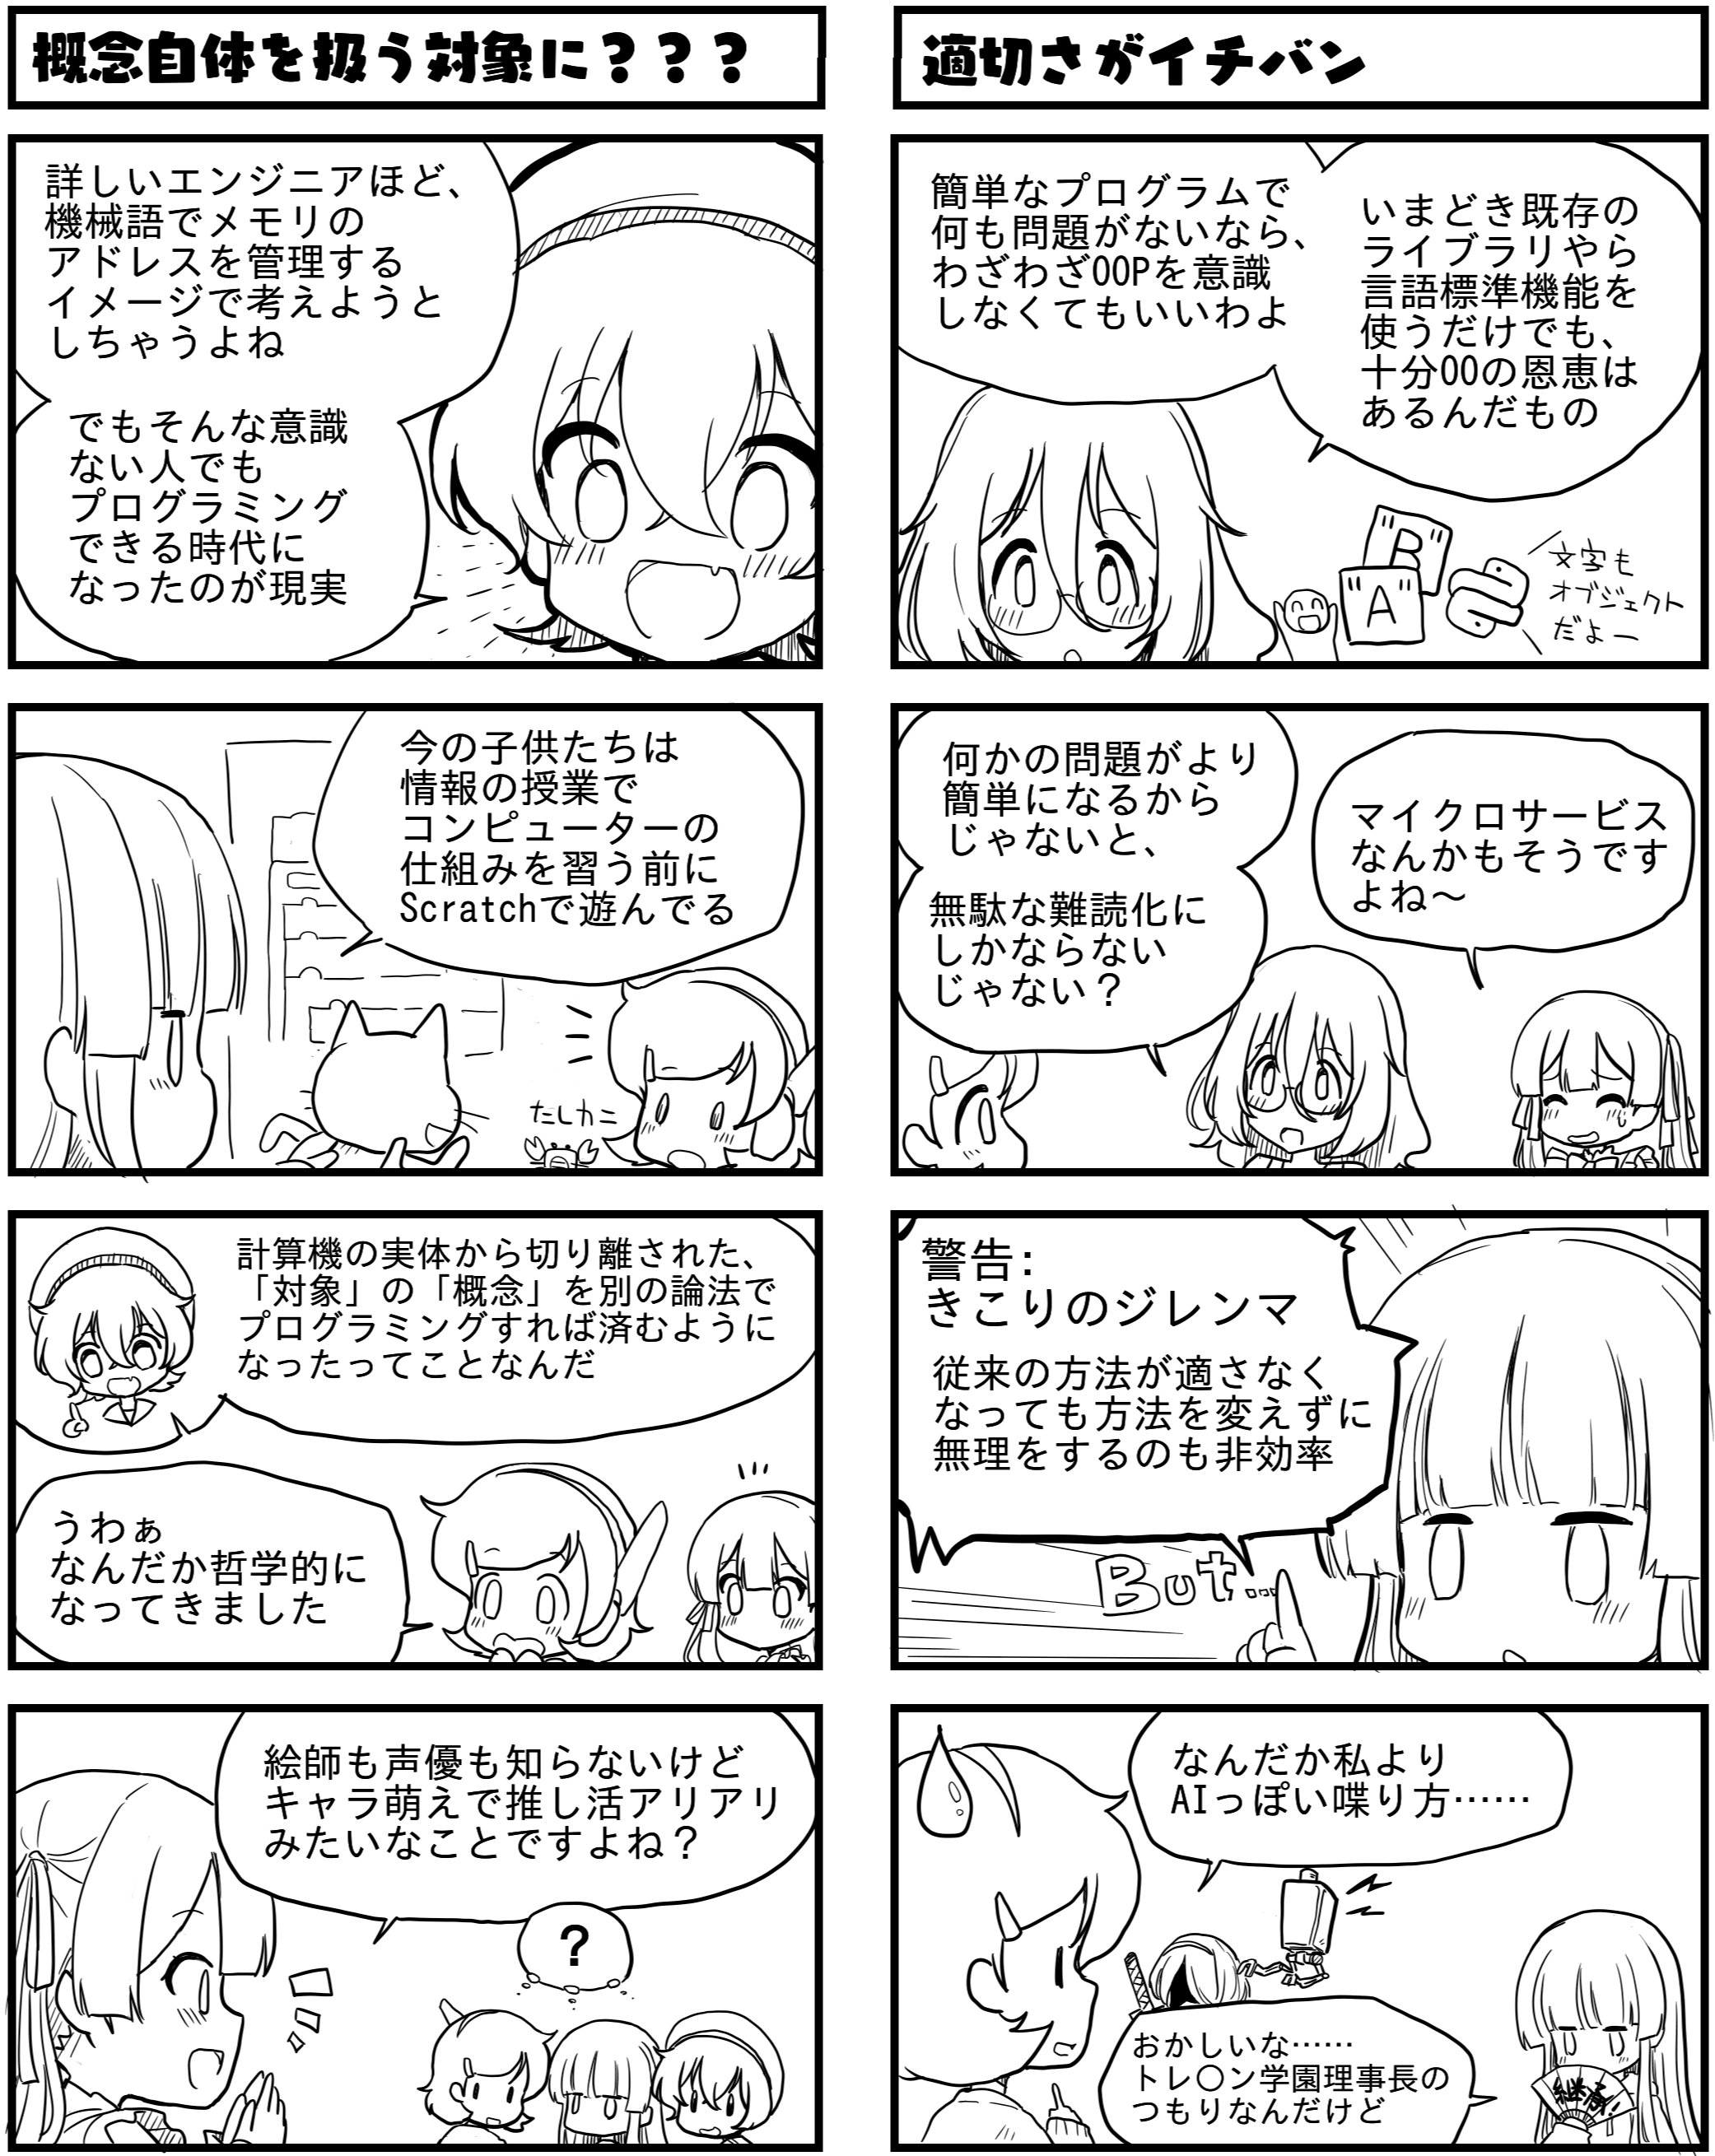 適切さがイチバン
いまどき既存の
ライブラリやら
言語標準機能を
使うだけでも、
十分OOの恩恵は
あるんだもの
簡単なプログラムで
何も問題がないなら、
わざわざOOPを意識
しなくてもいいわよ
"B"
"A"
文字も
オブジェクト
だよー
マイクロサービス
なんかもそうです
よね～
何かの問題がより
簡単になるから
じゃないと、
無駄な難読化に
しかならない
じゃない？
警告:
きこりのジレンマ
従来の方法が適さなく
なっても方法を変えずに
無理をするのも非効率
But...
なんだか私より
AIっぽい喋り方……
おかしいな……
トレ〇ン学園理事長の
つもりなんだけど
継承!
概念自体を扱う対象に？？？
詳しいエンジニアほど、
機械語でメモリの
アドレスを管理する
イメージで考えようと
しちゃうよね
でもそんな意識
ない人でも
プログラミング
できる時代に
なったのが現実
今の子供たちは
情報の授業で
コンピューターの
仕組みを習う前に
Scratchで遊んでる
たしカニ
計算機の実体から切り離された、
「対象」の「概念」を別の論法で
プログラミングすれば済むように
なったってことなんだ
うわぁ
なんだか哲学的に
なってきました
絵師も声優も知らないけど
キャラ萌えで推し活アリアリ
みたいなことですよね？
？